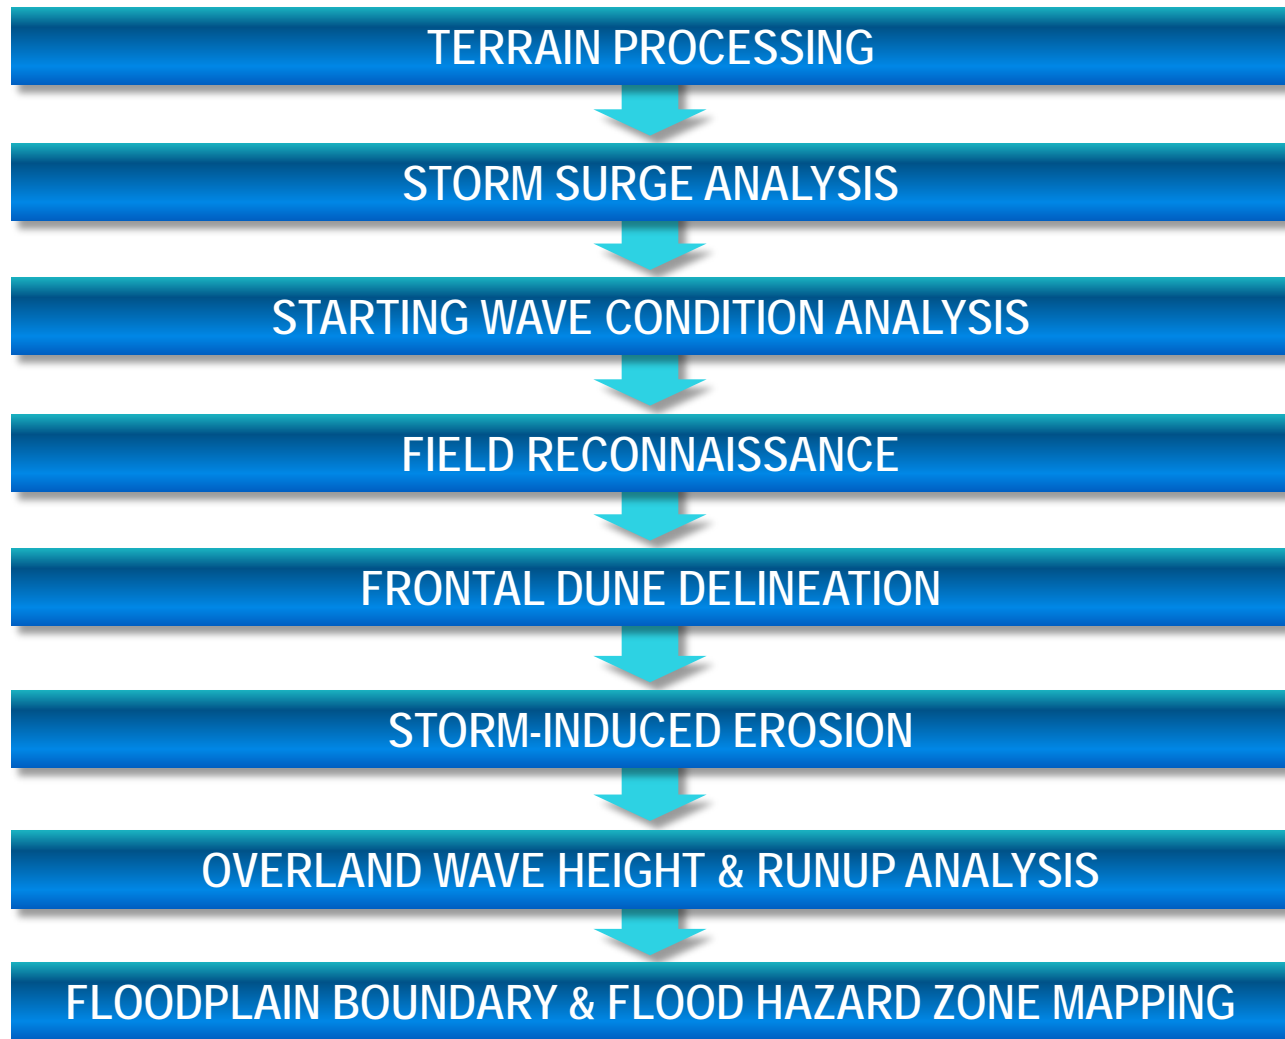 TERRAIN PROCESSING
STORM SURGE ANALYSIS
STARTING WAVE CONDITION ANALYSIS
FIELD RECONNAISSANCE
FRONTAL DUNE DELINEATION
STORM-INDUCED EROSION
OVERLAND WAVE HEIGHT & RUNUP ANALYSIS
FLOODPLAIN BOUNDARY & FLOOD HAZARD ZONE MAPPING